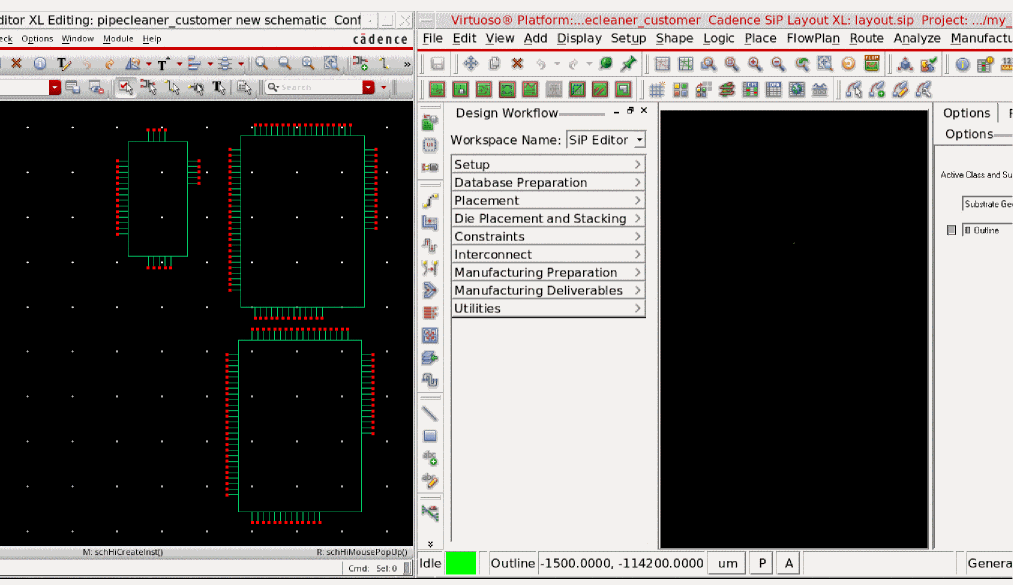 ditor XL Editing: pipecleaner_customer new schematic Conf
eck Options Window Module Help
cādence
Search
M: schHiCreateInst()
R: schHiMousePopUp()
Cmd: Sel: 0
Virtuoso® Platform:...ecleaner_customer Cadence SiP Layout XL: layout.sip Project: .../my_
File Edit View Add Display Setup Shape Logic Place FlowPlan Route Analyze Manufactu
Design Workflow
Workspace Name: SiP Editor
Setup
Database Preparation
Placement
Die Placement and Stacking
Constraints
Interconnect
Manufacturing Preparation
Manufacturing Deliverables
Utilities
Options
Options
Active Class and Su
Substrate Geo
Outline
Idle
Outline
-1500.0000, -114200.0000
um
P
A
Genera